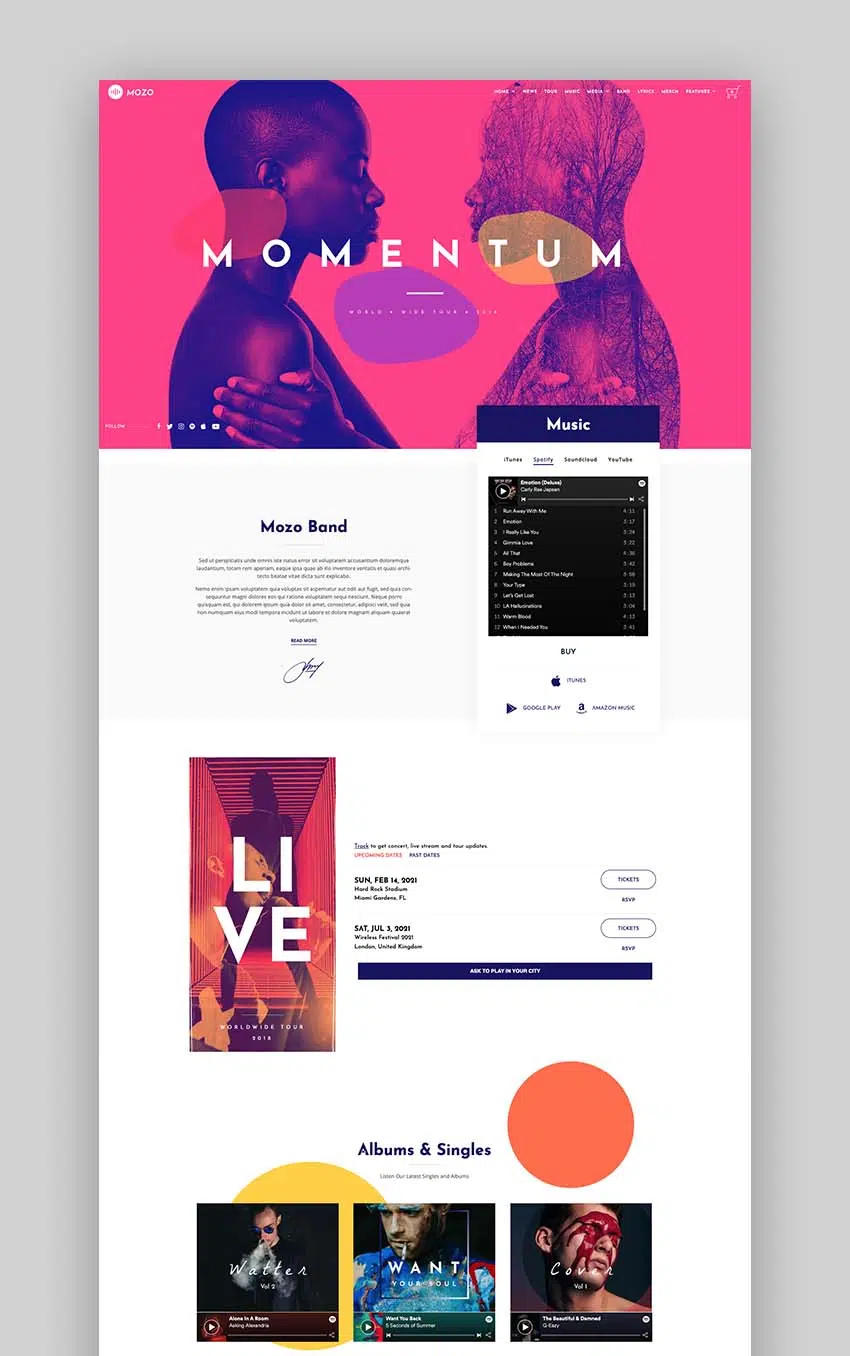 MOZO
HOME NEWS TOUR MUSIC MEDIA BAND LYRICS MERCH FEATURES
MOMENTUM
WORLD • WIDE TOUR •
FOLLOW
Music
iTunes Spotify Soundcloud YouTube
Emotion (Deluxe)
Carly Rae Jepsen
1 Run Away With Me 4:11
2 Emotion 3:17
3 I Really Like You 3:24
4 Gimmie Love 3:22
5 All That 4:38
6 Boy Problems 3:42
7 Making The Most Of The Night 3:58
8 Your Type 3:19
9 Let's Get Lost 3:13
10 LA Hallucinations 3:04
11 Warm Blood 4:13
12 When I Needed You 3:41
BUY
ITUNES
GOOGLE PLAY AMAZON MUSIC
Mozo Band
Sed ut perspiciatis unde omnis iste natus error sit voluptatem accusantium doloremque
laudantium, totam rem aperiam, eaque ipsa quae ab illo inventore veritatis et quasi archi-
tecto beatae vitae dicta sunt explicabo.
Nemo enim ipsam voluptatem quia voluptas sit aspernatur aut odit aut fugit, sed quia con-
sequuntur magni dolores eos qui ratione voluptatem sequi nesciunt. Neque porro
quisquam est, qui dolorem ipsum quia dolor sit amet, consectetur, adipisci velit, sed quia
non numquam eius modi tempora incidunt ut labore et dolore magnam aliquam quaerat
voluptatem.
READ MORE
LI
VE
WORLDWIDE TOUR
2018
Track to get concert, live stream and tour updates.
UPCOMING DATES PAST DATES
SUN, FEB 14, 2021
Hard Rock Stadium
Miami Gardens, FL
TICKETS
RSVP
SAT, JUL 3, 2021
Wireless Festival 2021
London, United Kingdom
TICKETS
RSVP
ASK TO PLAY IN YOUR CITY
Albums & Singles
Listen Our Latest Singles and Albums
Watter
Vol 2
Alone In A Room
Asking Alexandria
WANT
YOUR SOUL
Want You Back
5 Seconds of Summer
Cover
Vol 1
The Beautiful & Damned
G-Eazy